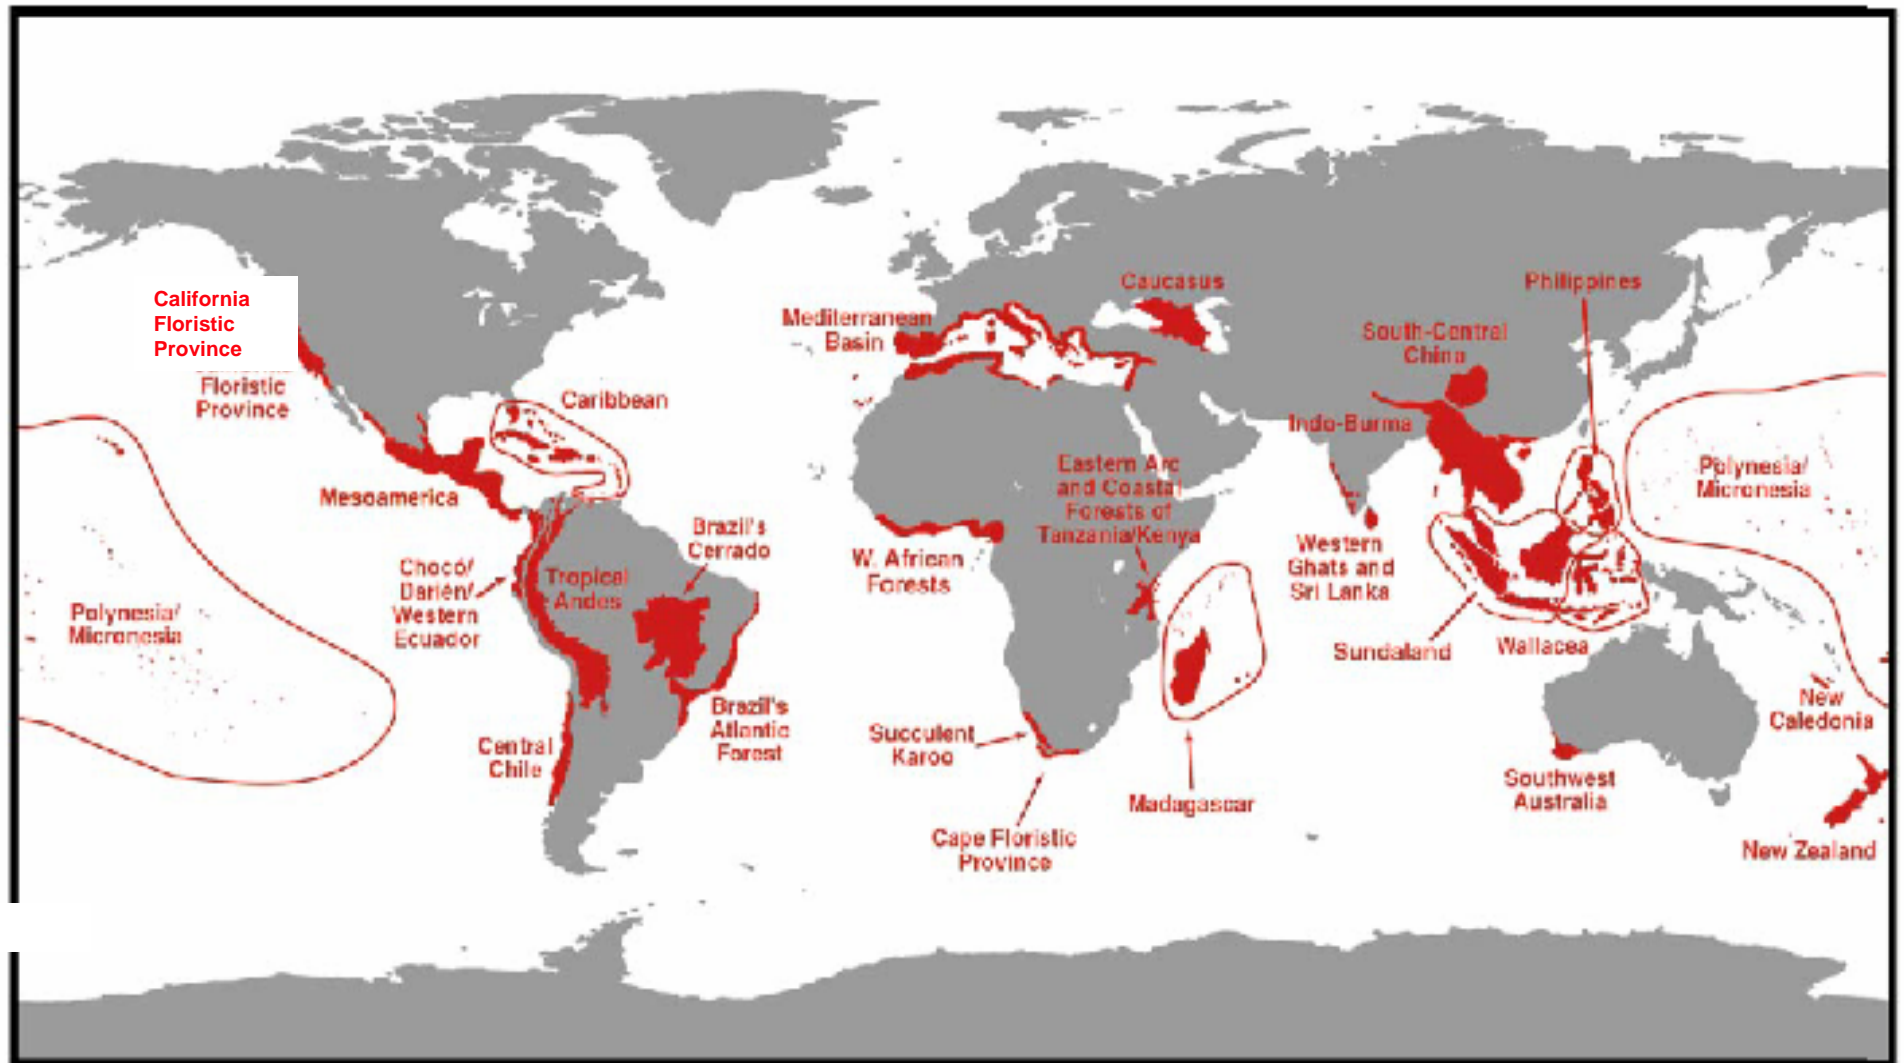 California
Floristic
Province
Floristic
Province
Caribbean
Mesoamerica
Polynesia/
Micronesia
Chocó/
Darién/
Western
Ecuador
Tropical
Andes
Brazil's
Cerrado
Brazil's
Atlantic
Forest
Central
Chile
Mediterranean
Basin
Caucasus
W. African
Forests
Eastern Arc
and Coastal
Forests of
Tanzania/Kenya
Succulent
Karoo
Cape Floristic
Province
Madagascar
Philippines
South-Central
China
Indo-Burma
Western
Ghats and
Sri Lanka
Sundaland
Wallacea
Polynesia/
Micronesia
New
Caledonia
Southwest
Australia
New Zealand